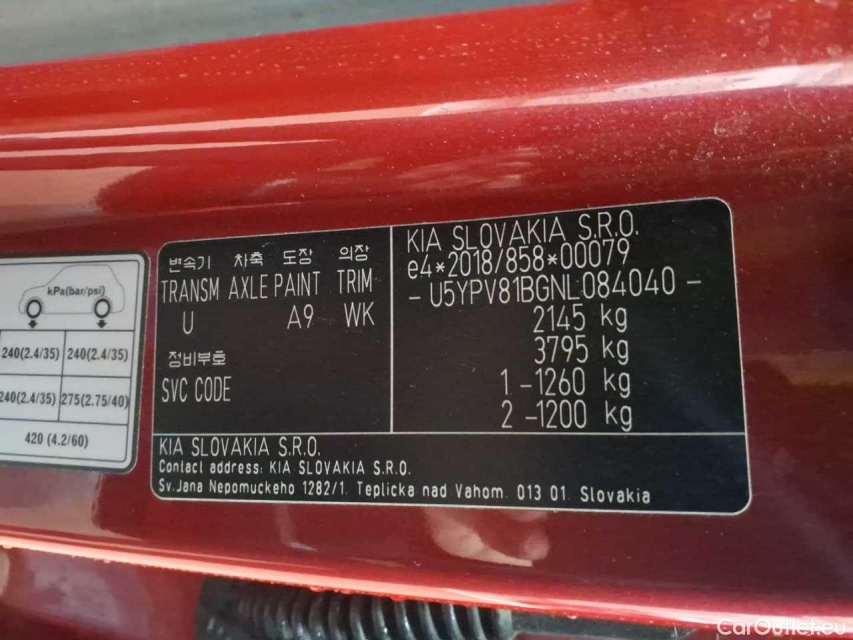 kPa(bar/psi)
240(2.4/35) 240(2.4/35)
240(2.4/35) 275(2.75/40)
420 (4.2/60)
변속기 차축 도장 의장
TRANSM AXLE PAINT TRIM
U A9 WK
정비부호
SVC CODE
KIA SLOVAKIA S.R.O.
e4*2018/858*00079
- U5YPV81BGNL084040 -
2145 kg
3795 kg
1 -1260 kg
2 -1200 kg
KIA SLOVAKIA S.R.O.
Contact address: KIA SLOVAKIA S.R.O.
Sv.Jana Nepomuckeho 1282/1. Teplicka nad Vahom. 013 01. Slovakia
CarOutlet.eu